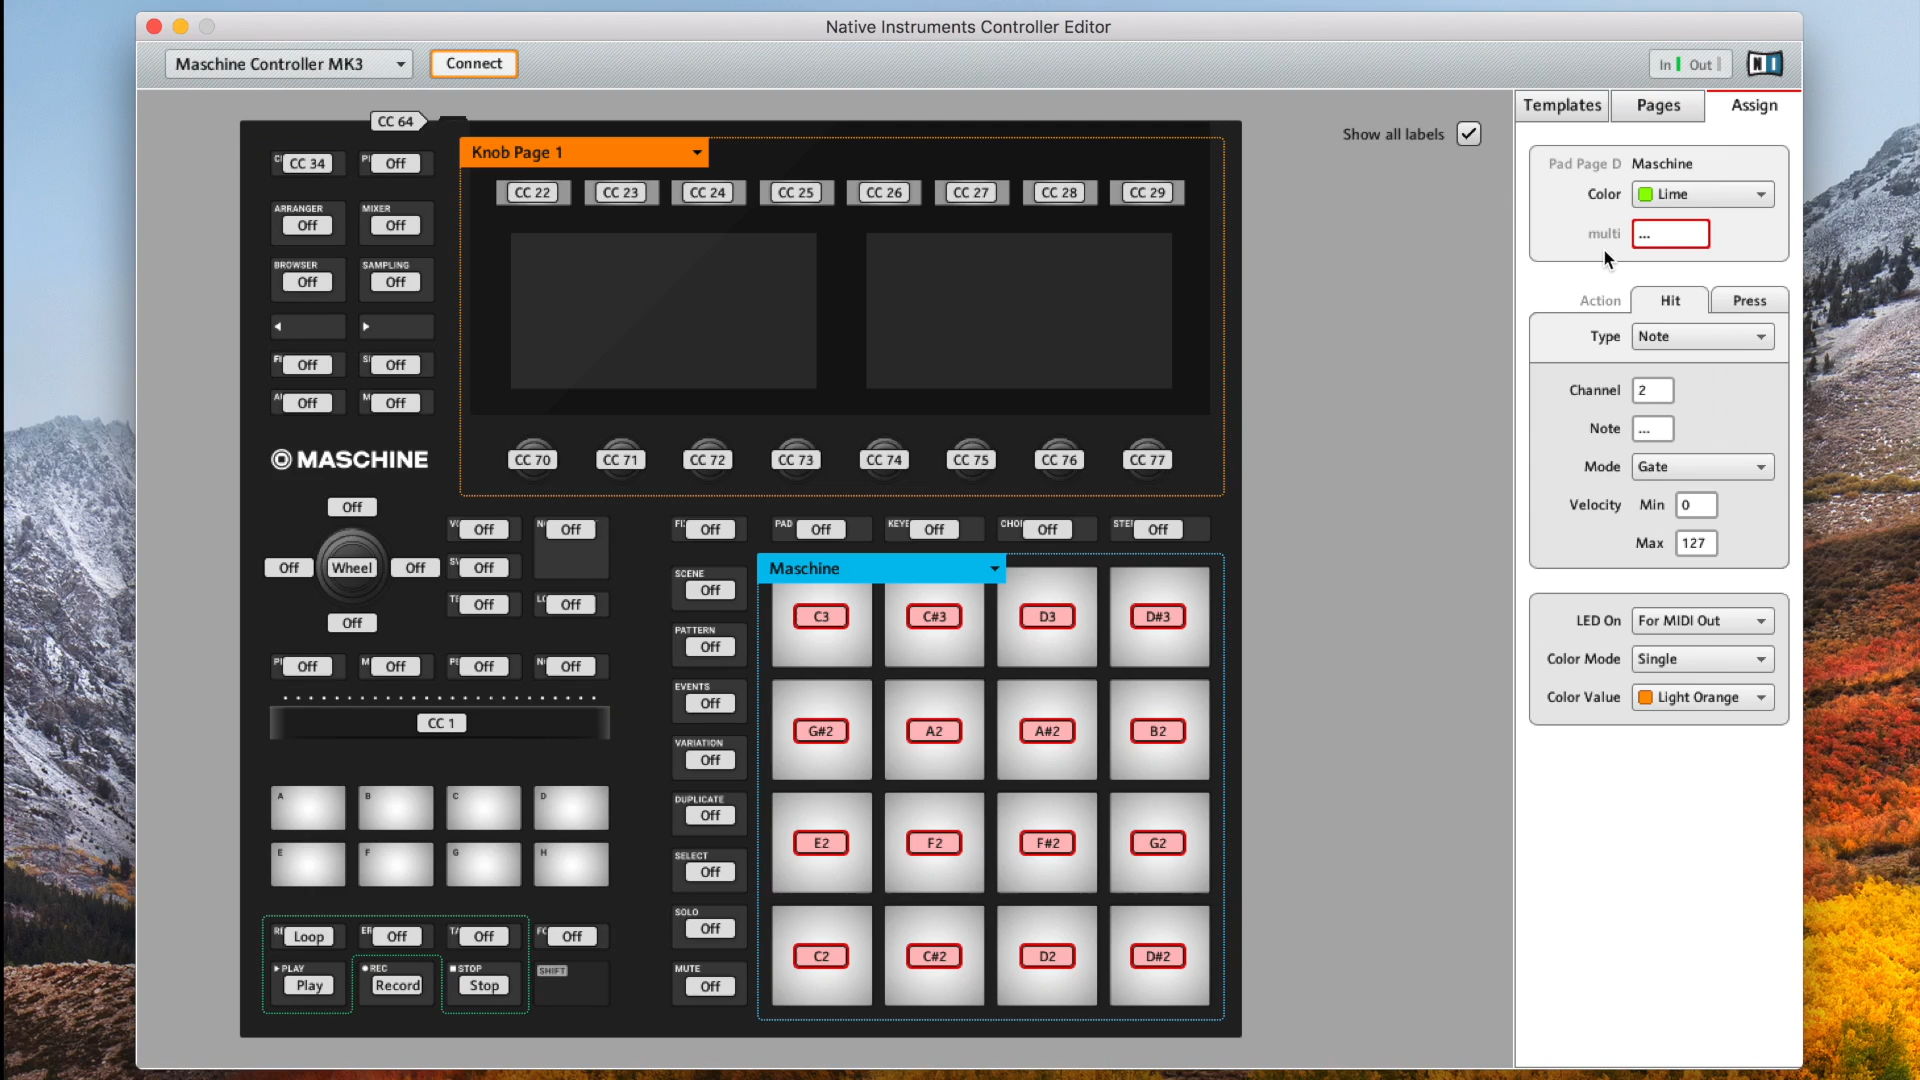 Native Instruments Controller Editor
Maschine Controller MK3
Connect
In Out
NI
Templates Pages Assign
Show all labels
CC 64
CC 34 Off
ARRANGER MIXER
Off Off
BROWSER SAMPLING
Off Off
Off Off
Off Off
MASCHINE
Knob Page 1
CC 22 CC 23 CC 24 CC 25 CC 26 CC 27 CC 28 CC 29
CC 70 CC 71 CC 72 CC 73 CC 74 CC 75 CC 76 CC 77
Off
Off Wheel Off
Off
Off Off
Off
Off Off
Off Off Off Off
CC 1
A B C D
E F G H
Loop Off Off Off
PLAY REC STOP SHIFT
Play Record Stop
Off PAD Off KEYE Off CHOI Off STEI Off
SCENE
Off
PATTERN
Off
EVENTS
Off
VARIATION
Off
DUPLICATE
Off
SELECT
Off
SOLO
Off
MUTE
Off
Maschine
C3 C#3 D3 D#3
G#2 A2 A#2 B2
E2 F2 F#2 G2
C2 C#2 D2 D#2
Pad Page D Maschine
Color Lime
multi ...
Action Hit Press
Type Note
Channel 2
Note ...
Mode Gate
Velocity Min 0
Max 127
LED On For MIDI Out
Color Mode Single
Color Value Light Orange